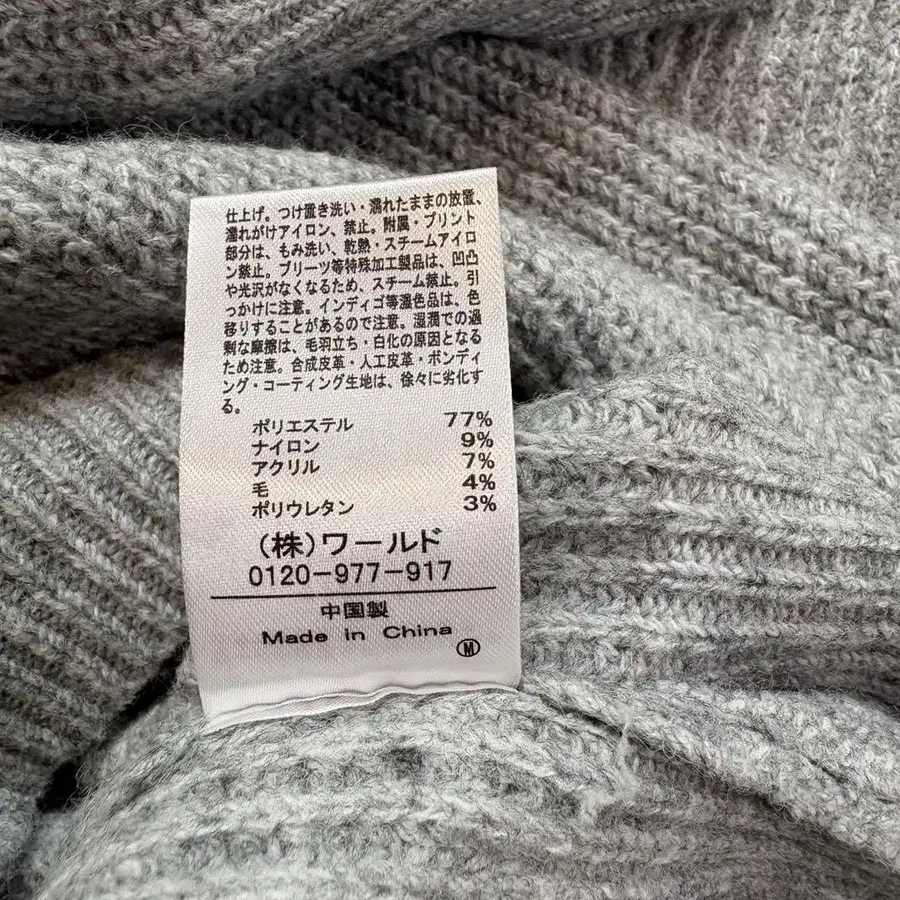 仕上げ。つけ置き洗い・濡れたままの放置、
濡れがけアイロン、禁止。附属・プリント
部分は、もみ洗い、乾熱・スチームアイロ
ン禁止。プリーツ等特殊加工製品は、凹凸
や光沢がなくなるため、スチーム禁止。引
っかけに注意。インディゴ等濃色品は、色
移りすることがあるので注意。湿潤での過
剰な摩擦は、毛羽立ち・白化の原因となる
ため注意。合成皮革・人工皮革・ボンディ
ング・コーティング生地は、徐々に劣化す
る。
ポリエステル 77%
ナイロン 9%
アクリル 7%
毛 4%
ポリウレタン 3%
(株)ワールド
0120-977-917
中国製
Made in China
M